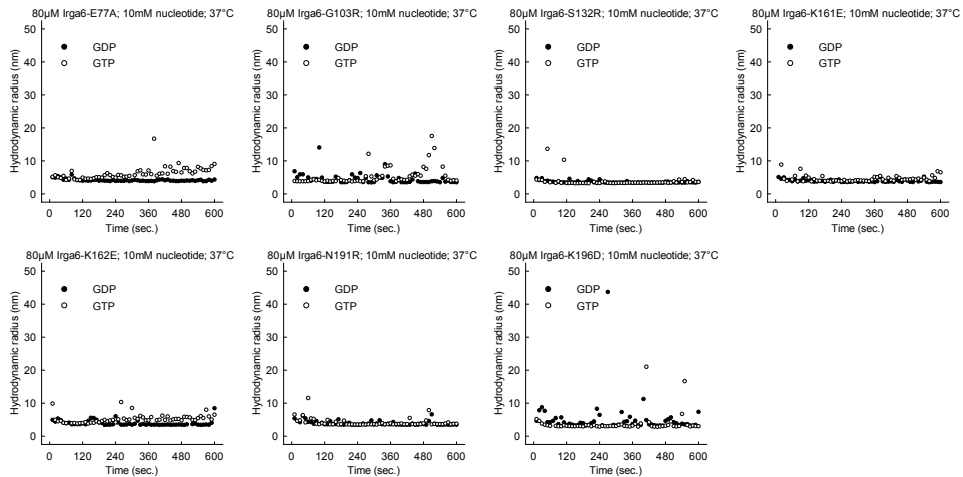 80µM Irga6-E77A; 10mM nucleotide; 37°C
Hydrodynamic radius (nm)
50
40
30
20
10
0
GDP
GTP
0 120 240 360 480 600
Time (sec.)
80µM Irga6-G103R; 10mM nucleotide; 37°C
Hydrodynamic radius (nm)
50
40
30
20
10
0
GDP
GTP
0 120 240 360 480 600
Time (sec.)
80µM Irga6-S132R; 10mM nucleotide; 37°C
Hydrodynamic radius (nm)
50
40
30
20
10
0
GDP
GTP
0 120 240 360 480 600
Time (sec.)
80µM Irga6-K161E; 10mM nucleotide; 37°C
Hydrodynamic radius (nm)
50
40
30
20
10
0
GDP
GTP
0 120 240 360 480 600
Time (sec.)
80µM Irga6-K162E; 10mM nucleotide; 37°C
Hydrodynamic radius (nm)
50
40
30
20
10
0
GDP
GTP
0 120 240 360 480 600
Time (sec.)
80µM Irga6-N191R; 10mM nucleotide; 37°C
Hydrodynamic radius (nm)
50
40
30
20
10
0
GDP
GTP
0 120 240 360 480 600
Time (sec.)
80µM Irga6-K196D; 10mM nucleotide; 37°C
Hydrodynamic radius (nm)
50
40
30
20
10
0
GDP
GTP
0 120 240 360 480 600
Time (sec.)